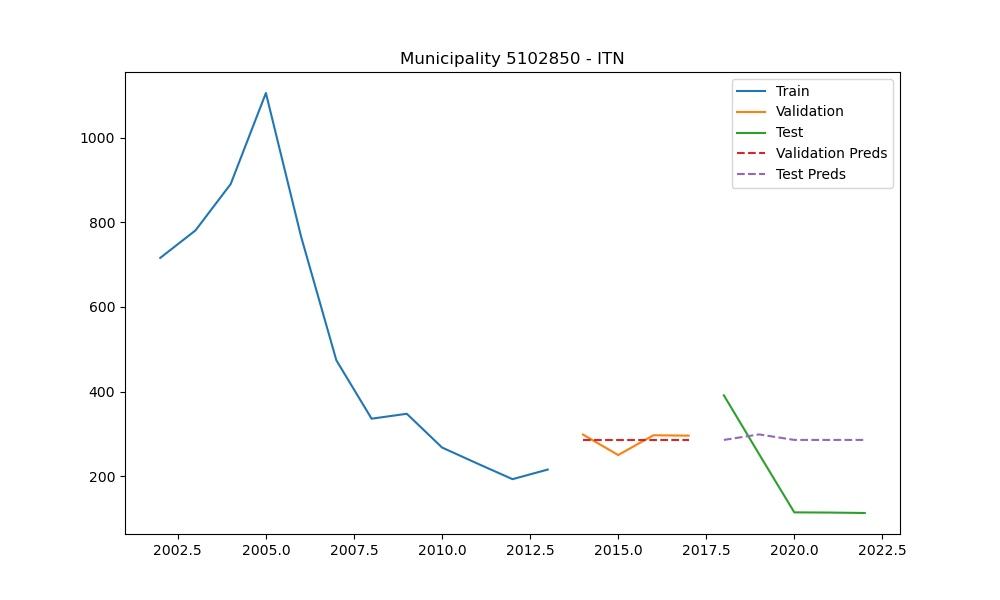 Municipality 5102850 - ITN
Train
Validation
Test
Validation Preds
Test Preds
1000
800
600
400
200
2002.5 2005.0 2007.5 2010.0 2012.5 2015.0 2017.5 2020.0 2022.5